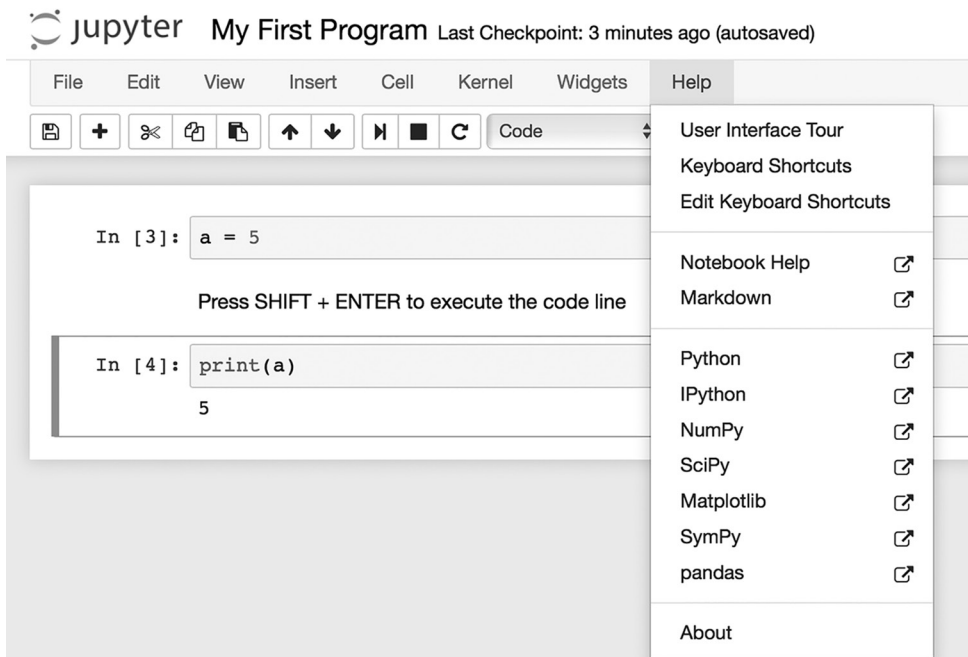 jupyter My First Program Last Checkpoint: 3 minutes ago (autosaved)
File Edit View Insert Cell Kernel Widgets Help
Code
In [3]: a = 5
Press SHIFT + ENTER to execute the code line
In [4]: print(a)
5
User Interface Tour
Keyboard Shortcuts
Edit Keyboard Shortcuts
Notebook Help
Markdown
Python
IPython
NumPy
SciPy
Matplotlib
SymPy
pandas
About